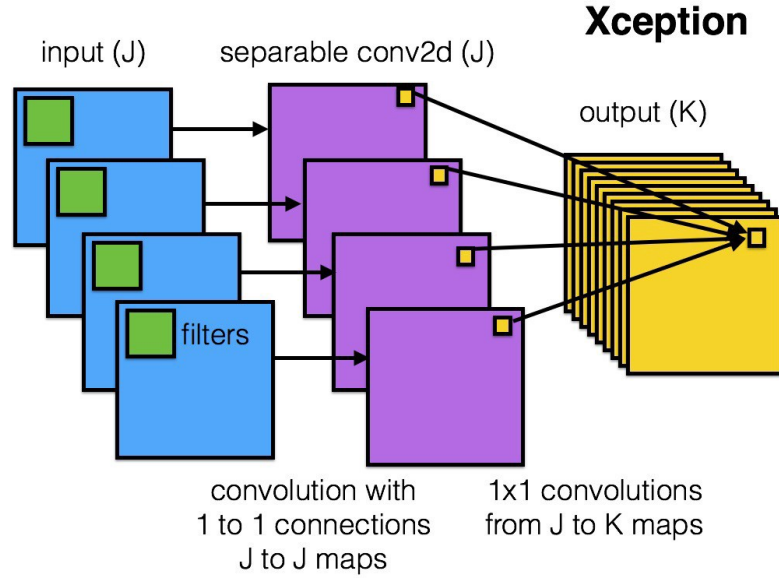 Xception
input (J)
separable conv2d (J)
output (K)
filters
convolution with
1 to 1 connections
J to J maps
1x1 convolutions
from J to K maps